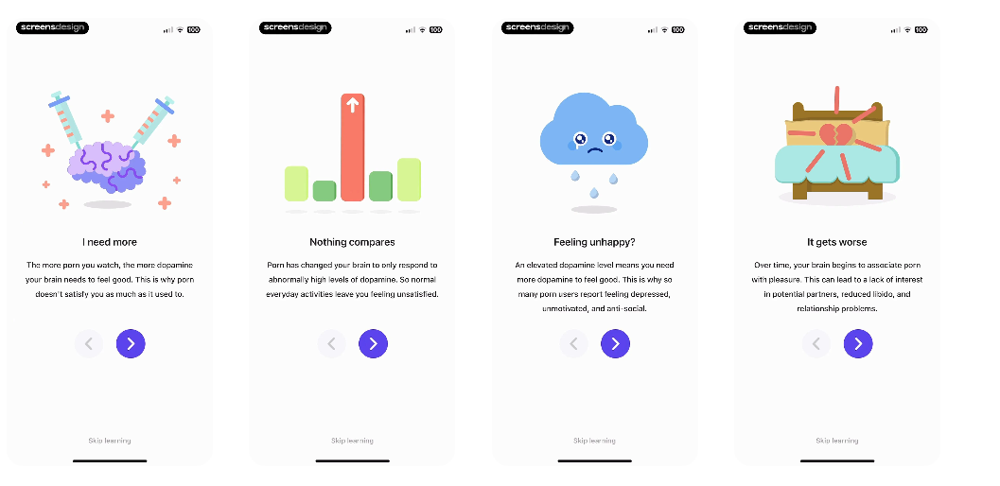 screensdesign
100
I need more
The more porn you watch, the more dopamine
your brain needs to feel good. This is why porn
doesn't satisfy you as much as it used to.
Skip learning
screensdesign
100
Nothing compares
Porn has changed your brain to only respond to
abnormally high levels of dopamine. So normal
everyday activities leave you feeling unsatisfied.
Skip learning
screensdesign
100
Feeling unhappy?
An elevated dopamine level means you need
more dopamine to feel good. This is why so
many porn users report feeling depressed,
unmotivated, and anti-social.
Skip learning
screensdesign
100
It gets worse
Over time, your brain begins to associate porn
with pleasure. This can lead to a lack of interest
in potential partners, reduced libido, and
relationship problems.
Skip learning